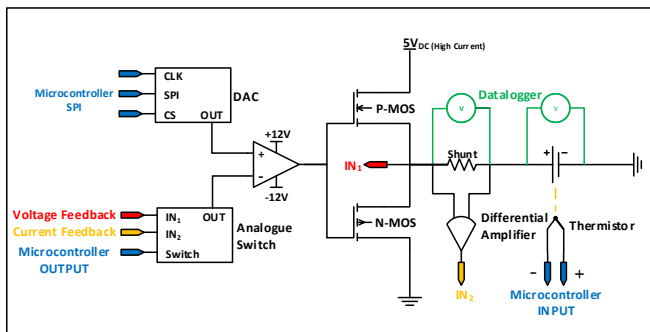 5V DC (High Current)
CLK
Microcontroller
SPI
SPI
CS
OUT
DAC
P-MOS
Datalogger
V
V
+12V
+
-
-12V
IN1
Shunt
+ -
Voltage Feedback
Current Feedback
Microcontroller
OUTPUT
IN1
IN2
Switch
OUT
Analogue
Switch
N-MOS
Differential
Amplifier
Thermistor
IN2
- +
Microcontroller
INPUT